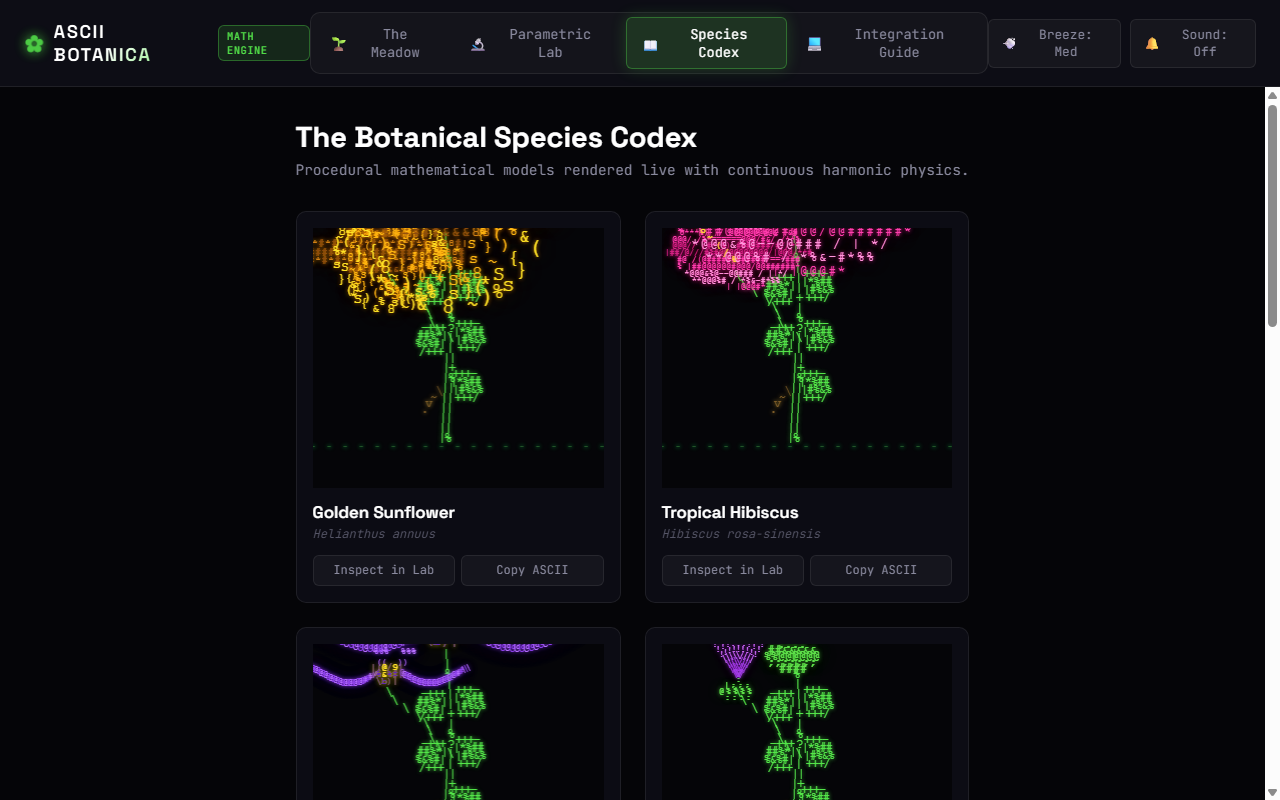 ASCII
BOTANICA
MATH
ENGINE
The
Meadow
Parametric
Lab
Species
Codex
Integration
Guide
Breeze:
Med
Sound:
Off
The Botanical Species Codex
Procedural mathematical models rendered live with continuous harmonic physics.
Golden Sunflower
Helianthus annuus
Inspect in Lab
Copy ASCII
Tropical Hibiscus
Hibiscus rosa-sinensis
Inspect in Lab
Copy ASCII